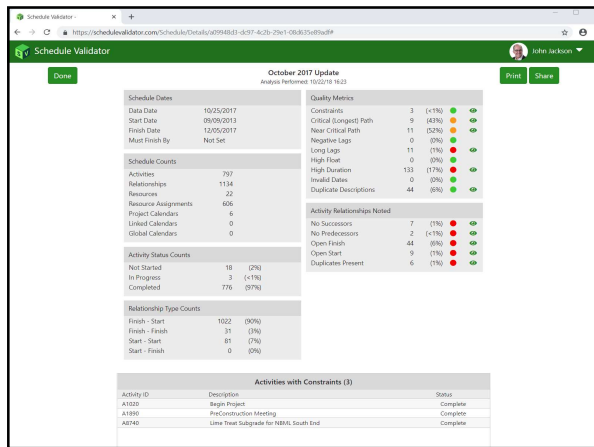 Schedule Validator -
https://schedulevalidator.com/Schedule/Details/a09948d3-dc97-4c2b-29e1-08d635e89adf#
Schedule Validator
John Jackson
Done
October 2017 Update
Analysis Performed: 10/22/18 16:23
Print
Share
Schedule Dates
Data Date 10/25/2017
Start Date 09/09/2013
Finish Date 12/05/2017
Must Finish By Not Set
Schedule Counts
Activities 797
Relationships 1134
Resources 22
Resource Assignments 606
Project Calendars 6
Linked Calendars 0
Global Calendars 0
Activity Status Counts
Not Started 18 (2%)
In Progress 3 (<1%)
Completed 776 (97%)
Relationship Type Counts
Finish - Start 1022 (90%)
Finish - Finish 31 (3%)
Start - Start 81 (7%)
Start - Finish 0 (0%)
Quality Metrics
Constraints 3 (<1%)
Critical (Longest) Path 9 (43%)
Near Critical Path 11 (52%)
Negative Lags 0 (0%)
Long Lags 11 (1%)
High Float 0 (0%)
High Duration 133 (17%)
Invalid Dates 0 (0%)
Duplicate Descriptions 44 (6%)
Activity Relationships Noted
No Successors 7 (1%)
No Predecessors 2 (<1%)
Open Finish 44 (6%)
Open Start 9 (1%)
Duplicates Present 6 (1%)
Activities with Constraints (3)
Activity ID Description Status
A1020 Begin Project Complete
A1890 PreConstruction Meeting Complete
A8740 Lime Treat Subgrade for NBML South End Complete